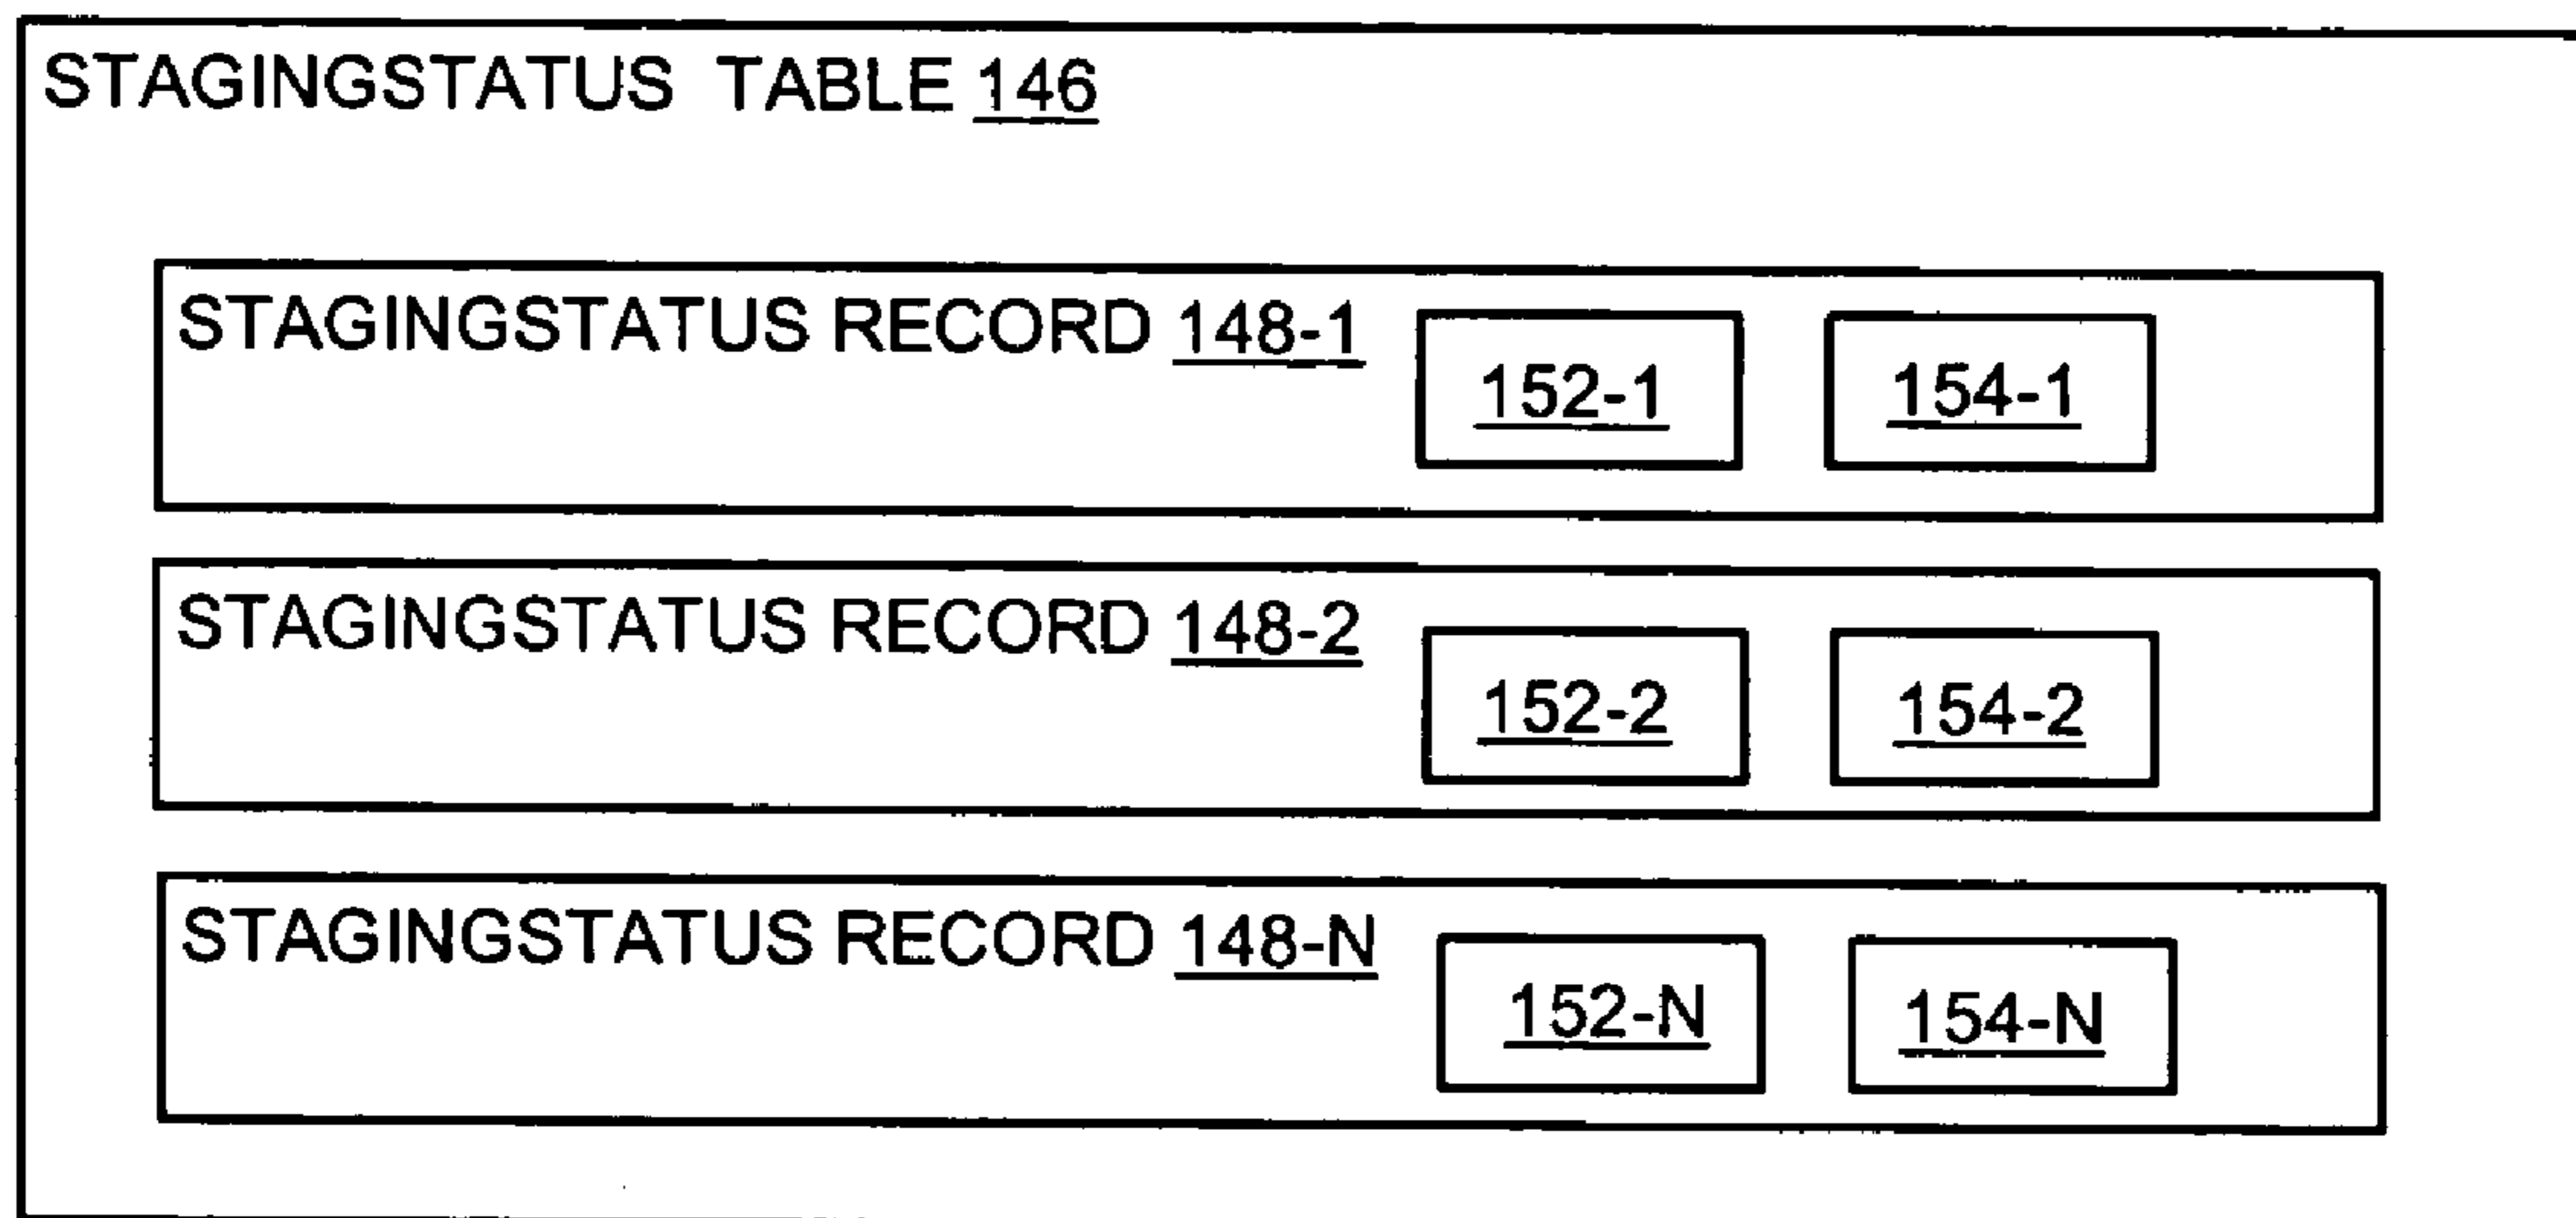 STAGINGSTATUS TABLE 146
STAGINGSTATUS RECORD 148-1
152-1
154-1
STAGINGSTATUS RECORD 148-2
152-2
154-2
STAGINGSTATUS RECORD 148-N
152-N
154-N